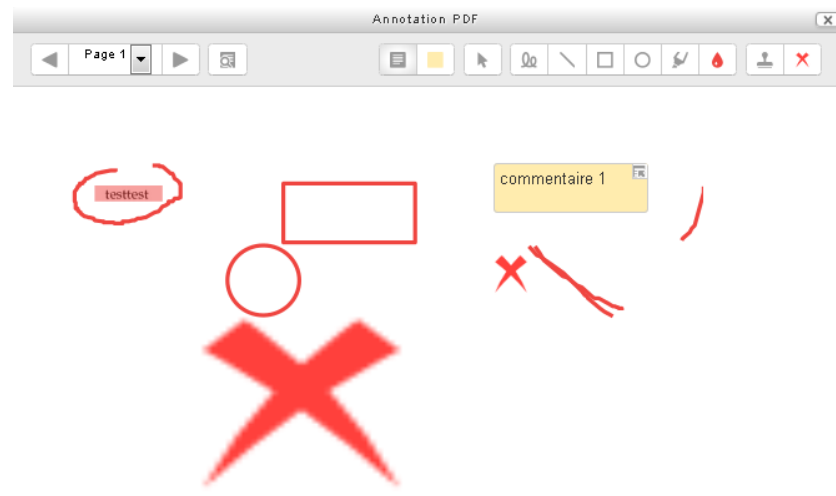 Annotation PDF
Page 1
testtest
commentaire 1